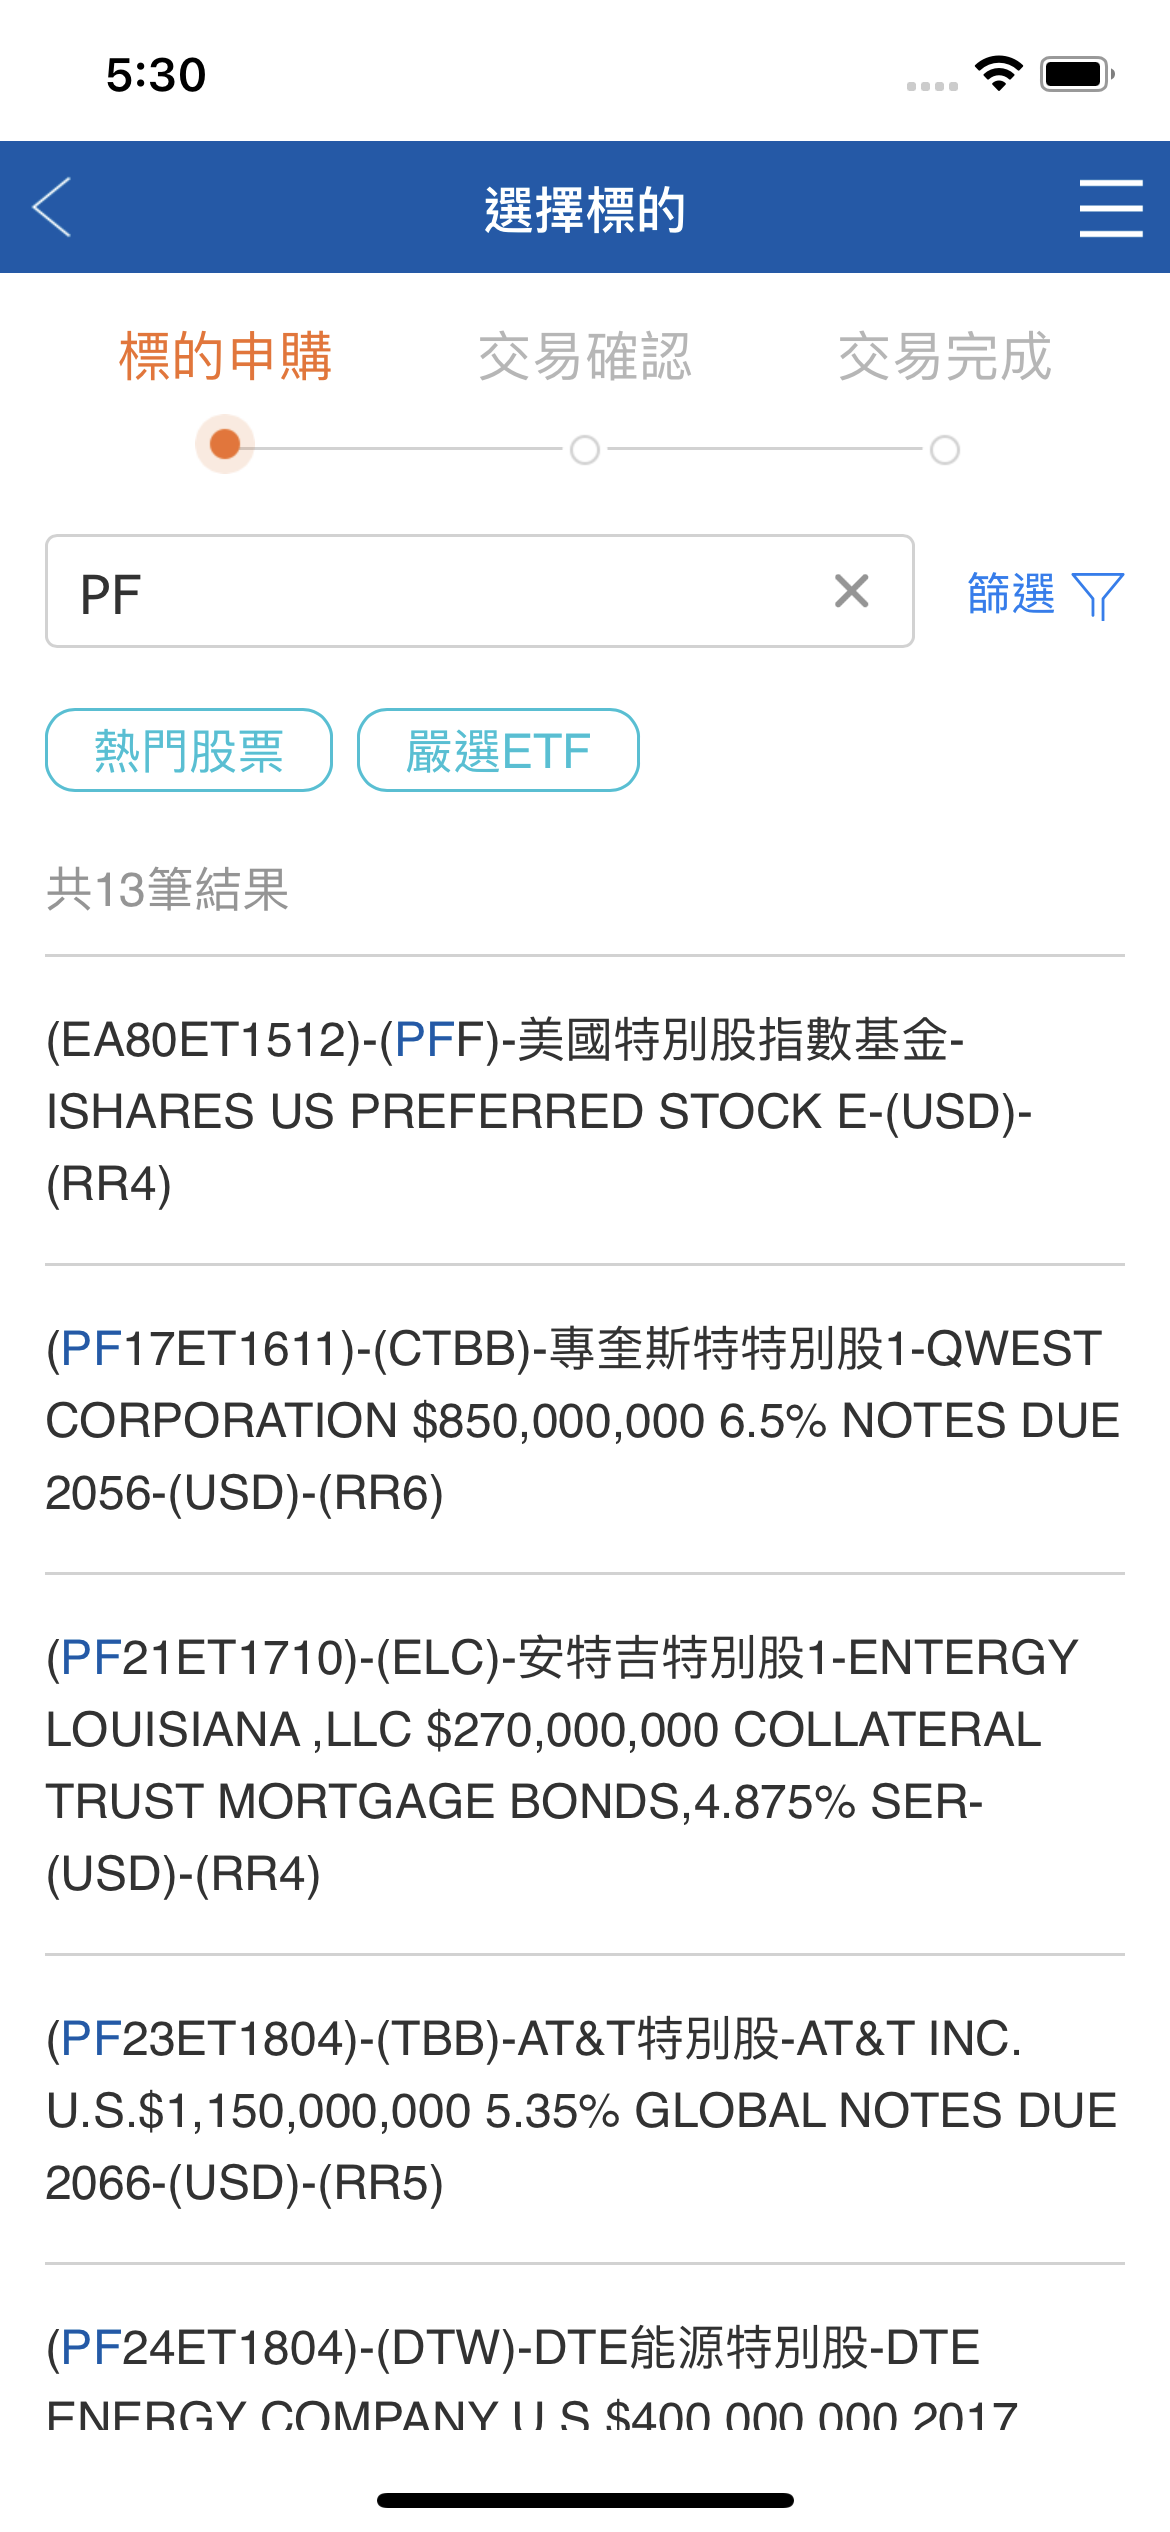 5:30
選擇標的
標的申購
交易確認
交易完成
PF
篩選
熱門股票
嚴選ETF
共13筆結果
(EA80ET1512)-(PFF)-美國特別股指數基金-
ISHARES US PREFERRED STOCK E-(USD)-
(RR4)
(PF17ET1611)-(CTBB)-專奎斯特特別股1-QWEST
CORPORATION $850,000,000 6.5% NOTES DUE
2056-(USD)-(RR6)
(PF21ET1710)-(ELC)-安特吉特別股1-ENTERGY
LOUISIANA ,LLC $270,000,000 COLLATERAL
TRUST MORTGAGE BONDS,4.875% SER-
(USD)-(RR4)
(PF23ET1804)-(TBB)-AT&T特別股-AT&T INC.
U.S.$1,150,000,000 5.35% GLOBAL NOTES DUE
2066-(USD)-(RR5)
(PF24ET1804)-(DTW)-DTE能源特別股-DTE
ENERGY COMPANY U.S.$400,000,000 2017